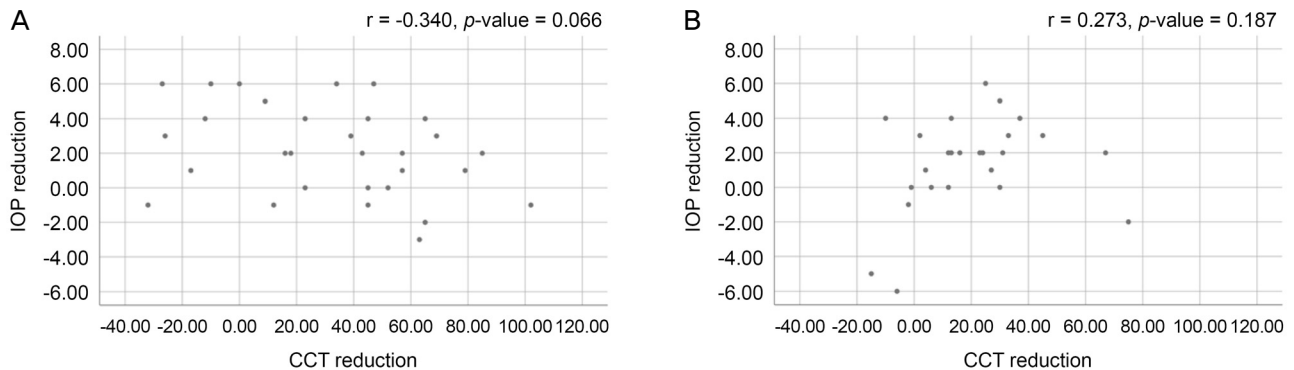 A
r = -0.340, p-value = 0.066
8.00
6.00
4.00
2.00
0.00
-2.00
-4.00
-6.00
IOP reduction
-40.00 -20.00 0.00 20.00 40.00 60.00 80.00 100.00 120.00
CCT reduction
B
r = 0.273, p-value = 0.187
8.00
6.00
4.00
2.00
0.00
-2.00
-4.00
-6.00
IOP reduction
-40.00 -20.00 0.00 20.00 40.00 60.00 80.00 100.00 120.00
CCT reduction